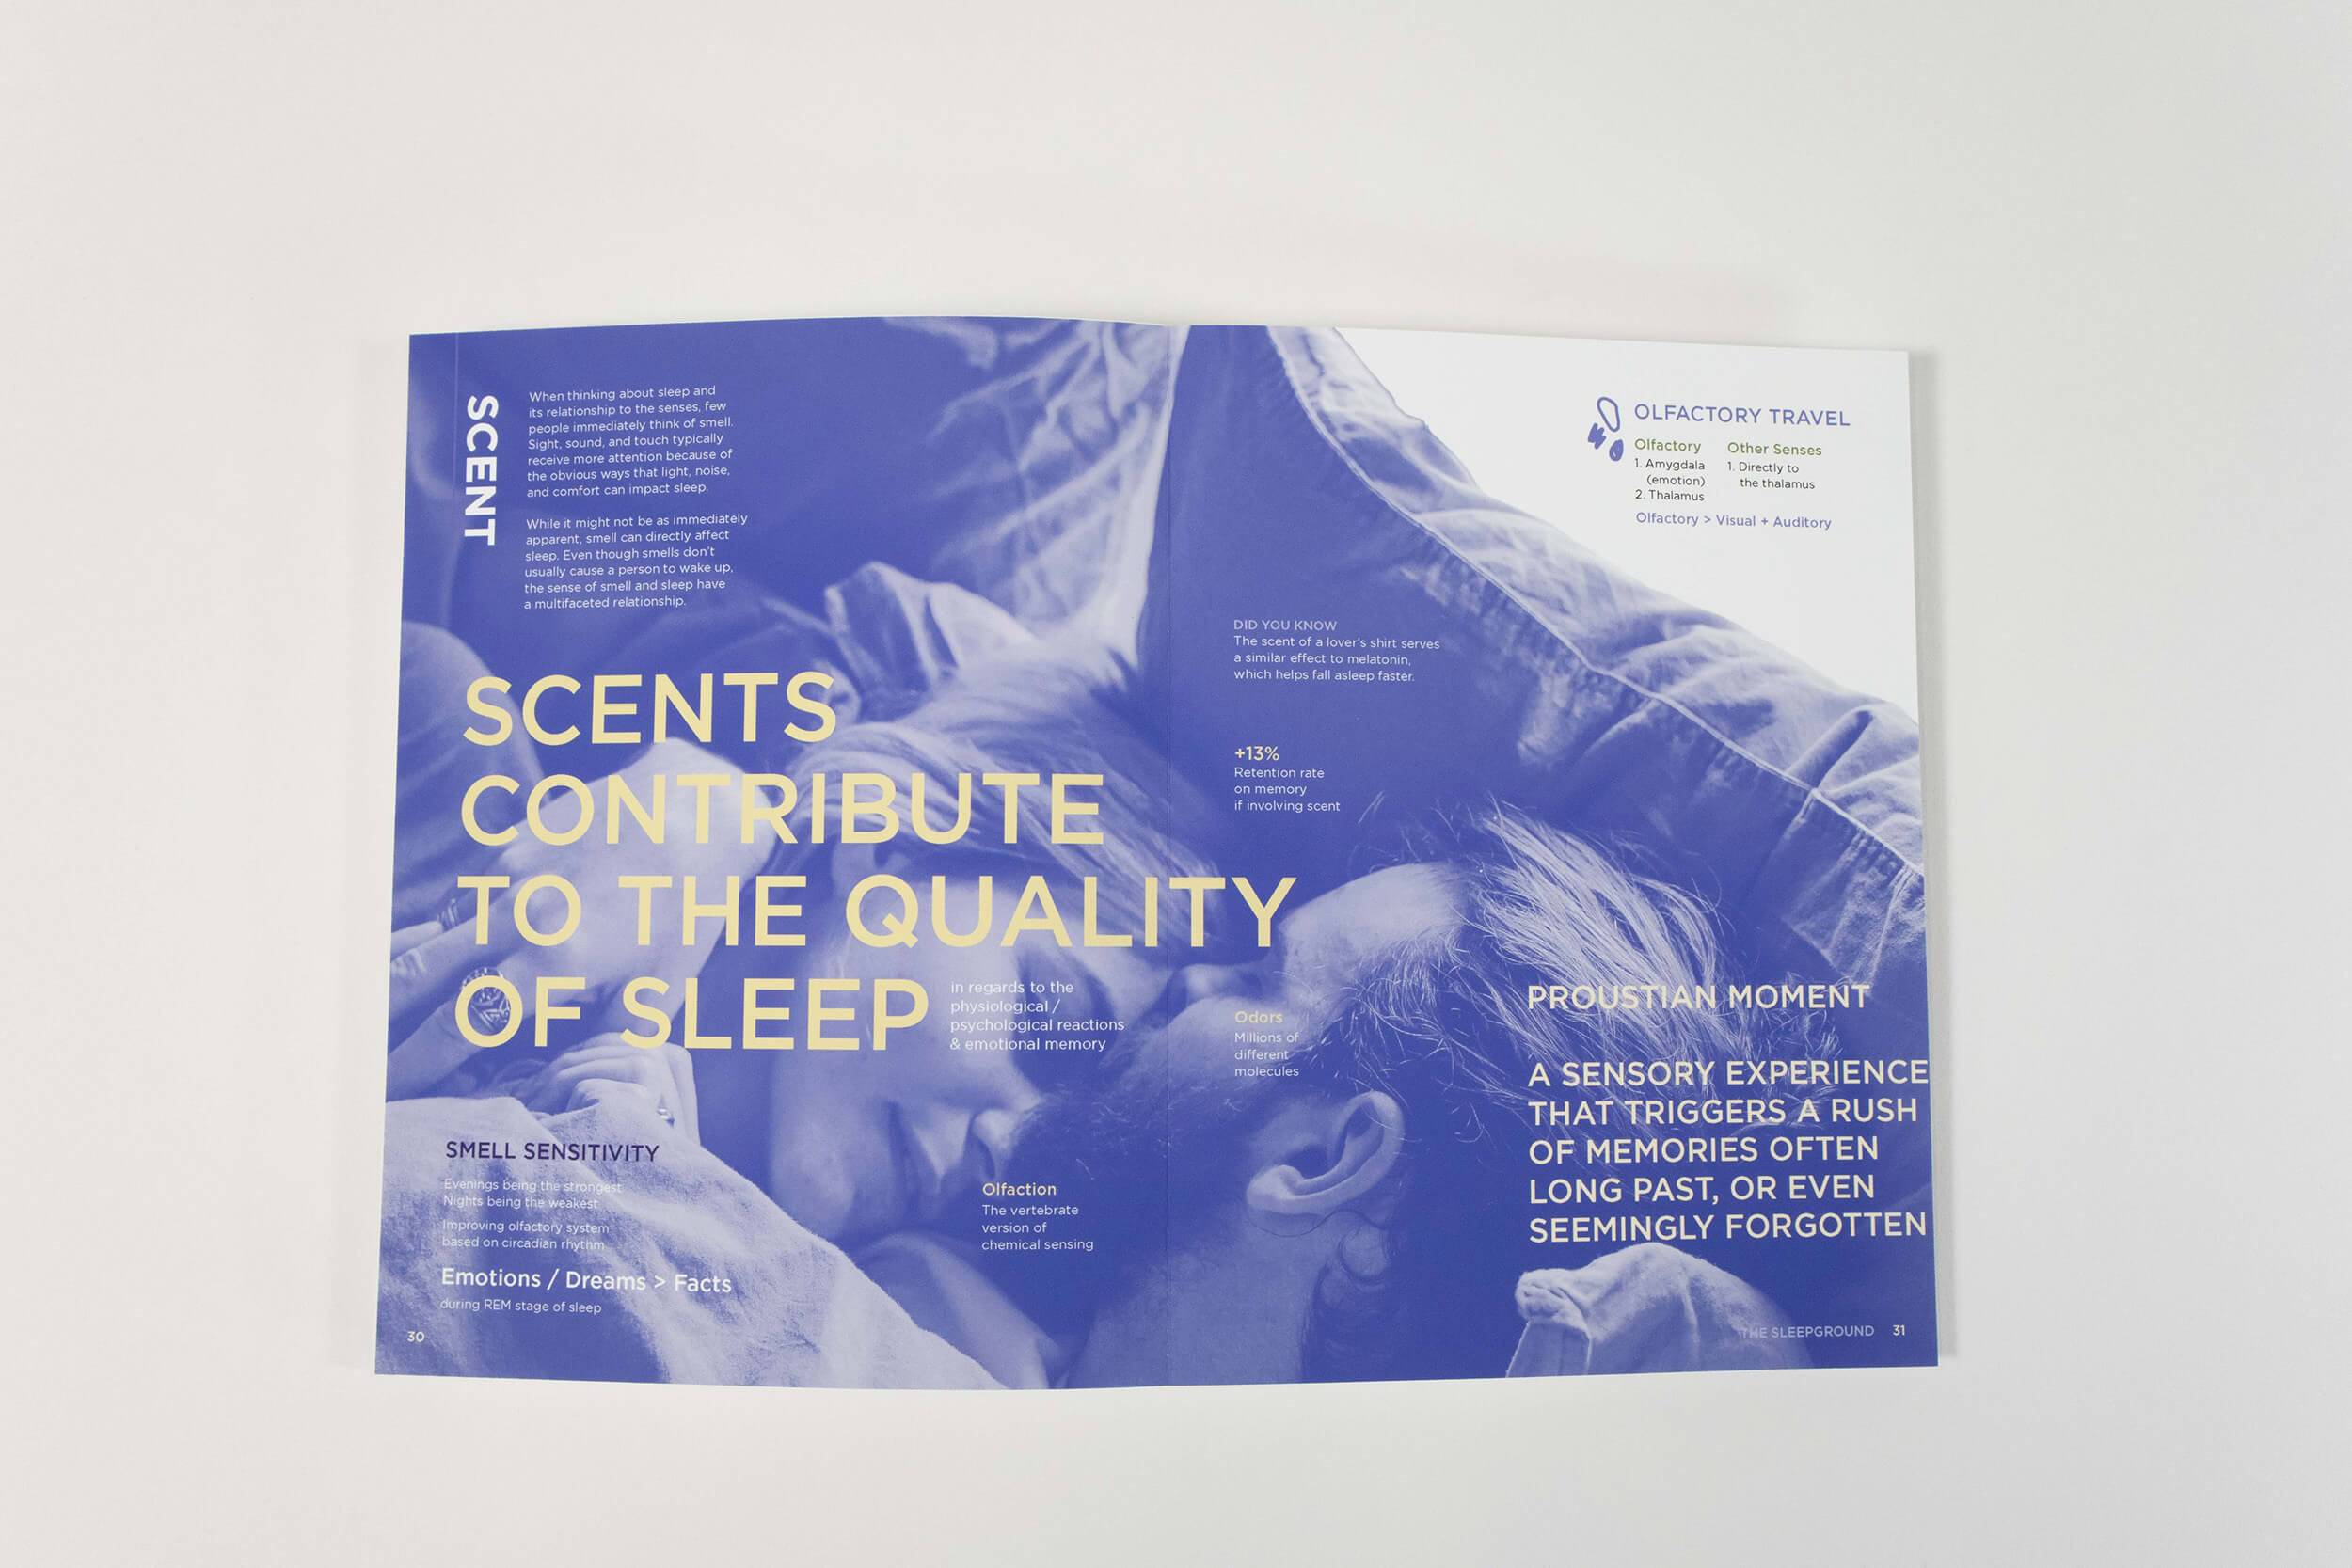 SCENT
When thinking about sleep and
its relationship to the senses, few
people immediately think of smell.
Sight, sound, and touch typically
receive more attention because of
the obvious ways that light, noise,
and comfort can impact sleep.
While it might not be as immediately
apparent, smell can directly affect
sleep. Even though smells don't
usually cause a person to wake up,
the sense of smell and sleep have
a multifaceted relationship.
SCENTS
CONTRIBUTE
TO THE QUALITY
OF SLEEP
in regards to the
physiological /
psychological reactions
& emotional memory
SMELL SENSITIVITY
Evenings being the strongest
Nights being the weakest
Improving olfactory system
based on circadian rhythm
Emotions / Dreams > Facts
during REM stage of sleep
30
Olfaction
The vertebrate
version of
chemical sensing
OLFACTORY TRAVEL
Olfactory
1. Amygdala
(emotion)
2. Thalamus
Other Senses
1. Directly to
the thalamus
Olfactory > Visual + Auditory
DID YOU KNOW
The scent of a lover's shirt serves
a similar effect to melatonin,
which helps fall asleep faster.
+13%
Retention rate
on memory
if involving scent
Odors
Millions of
different
molecules
PROUSTIAN MOMENT
A SENSORY EXPERIENCE
THAT TRIGGERS A RUSH
OF MEMORIES OFTEN
LONG PAST, OR EVEN
SEEMINGLY FORGOTTEN
THE SLEEPGROUND 31